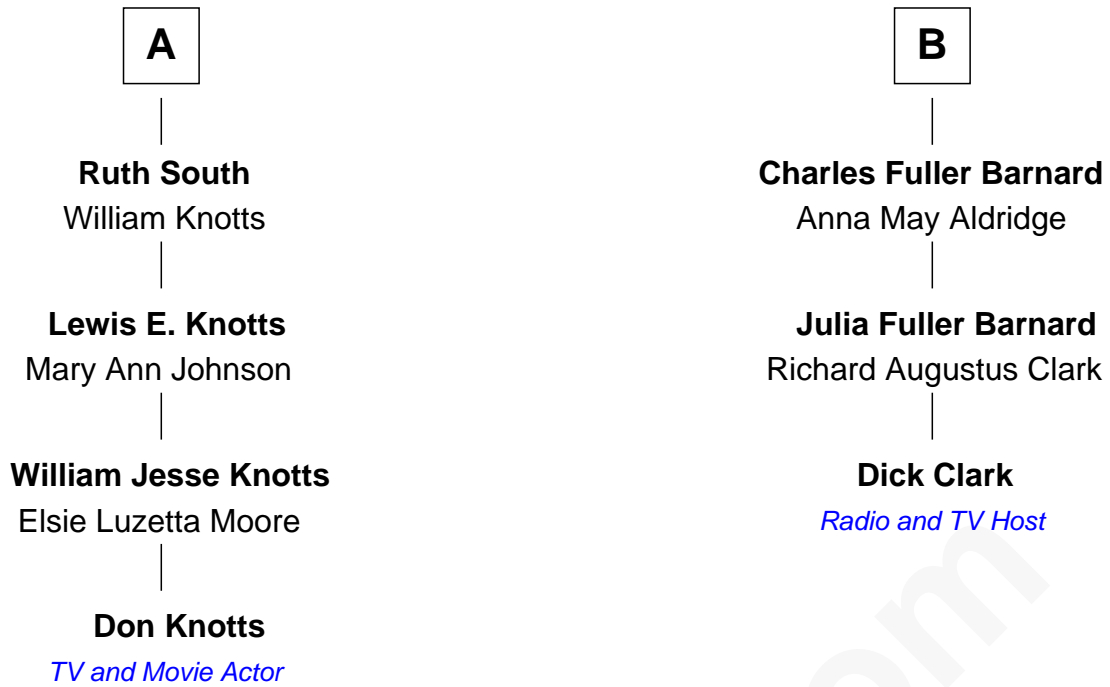 A
Ruth South
William Knotts
Lewis E. Knotts
Mary Ann Johnson
William Jesse Knotts
Elsie Luzetta Moore
Don Knotts
TV and Movie Actor
B
Charles Fuller Barnard
Anna May Aldridge
Julia Fuller Barnard
Richard Augustus Clark
Dick Clark
Radio and TV Host
om